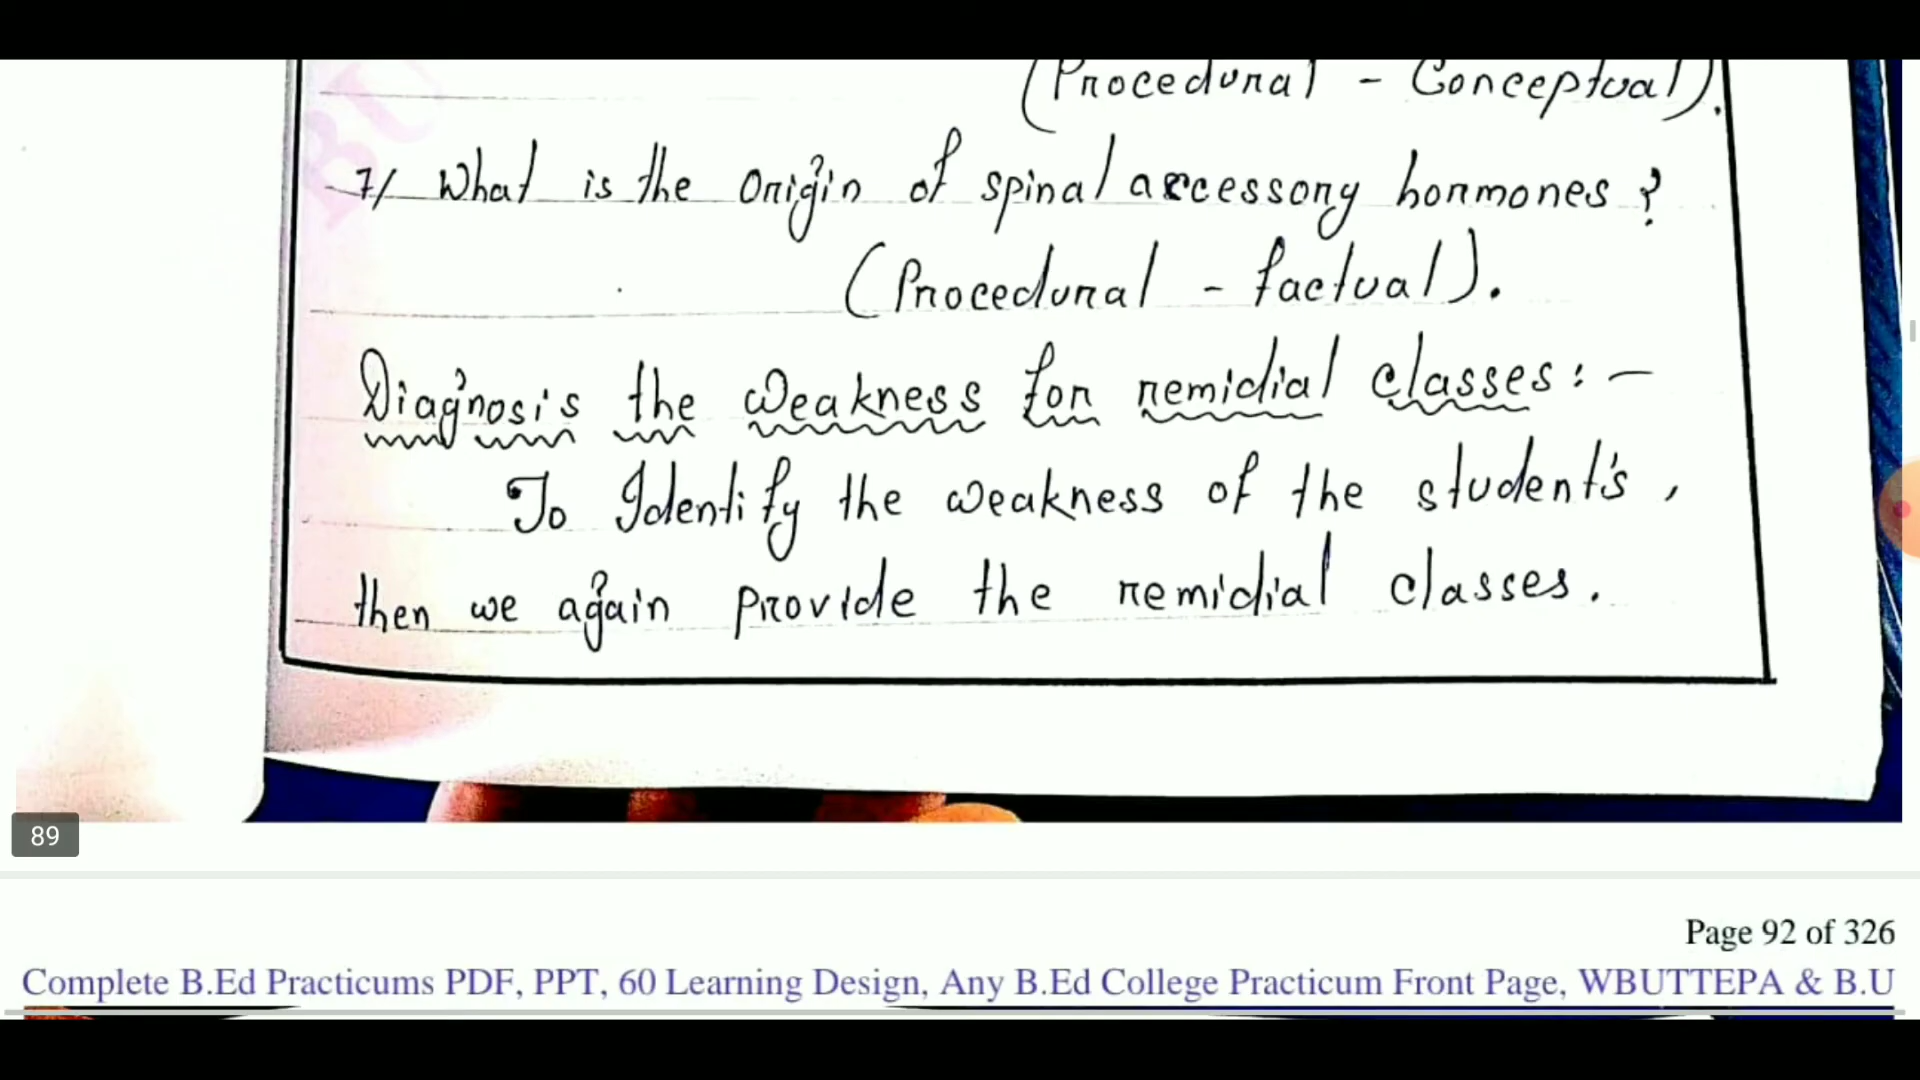 (Procedural - Conceptual).
7/ What is the Origin of spinal accessory hormones ?
(Procedural - factual).
Diagnosis the Weakness for remidial classes : -
To Identify the weakness of the student's ,
then we again provide the remidial classes .
89
Page 92 of 326
Complete B.Ed Practicums PDF, PPT, 60 Learning Design, Any B.Ed College Practicum Front Page, WBUTTEPA & B.U